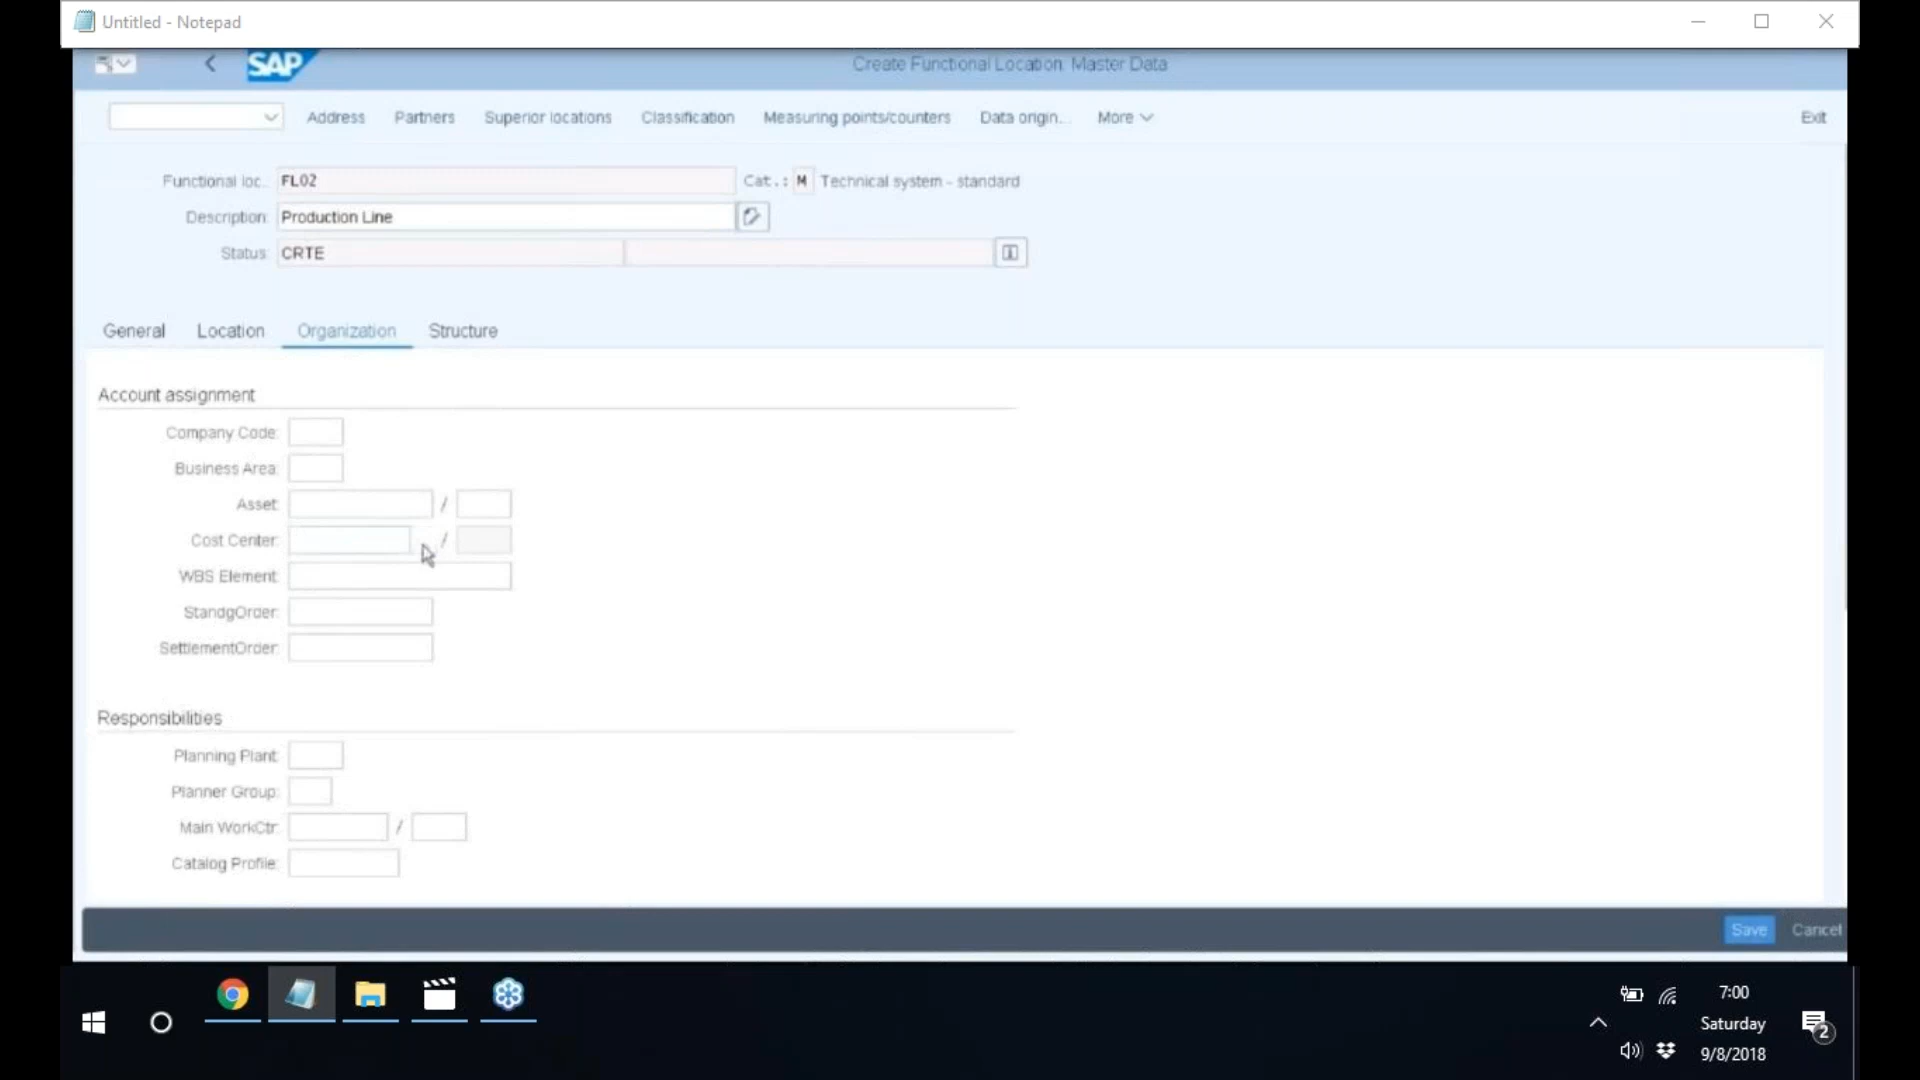 Untitled - Notepad
SAP
Create Functional Location: Master Data
Address Partners Superior locations Classification Measuring points/counters Data origin... More Exit
Functional loc.: FL02 Cat.: M Technical system - standard
Description: Production Line
Status: CRTE
General Location Organization Structure
Account assignment
Company Code:
Business Area:
Asset: /
Cost Center: /
WBS Element:
StandgOrder:
SettlementOrder:
Responsibilities
Planning Plant:
Planner Group:
Main WorkCtr: /
Catalog Profile:
Save Cancel
7:00
Saturday
2
9/8/2018